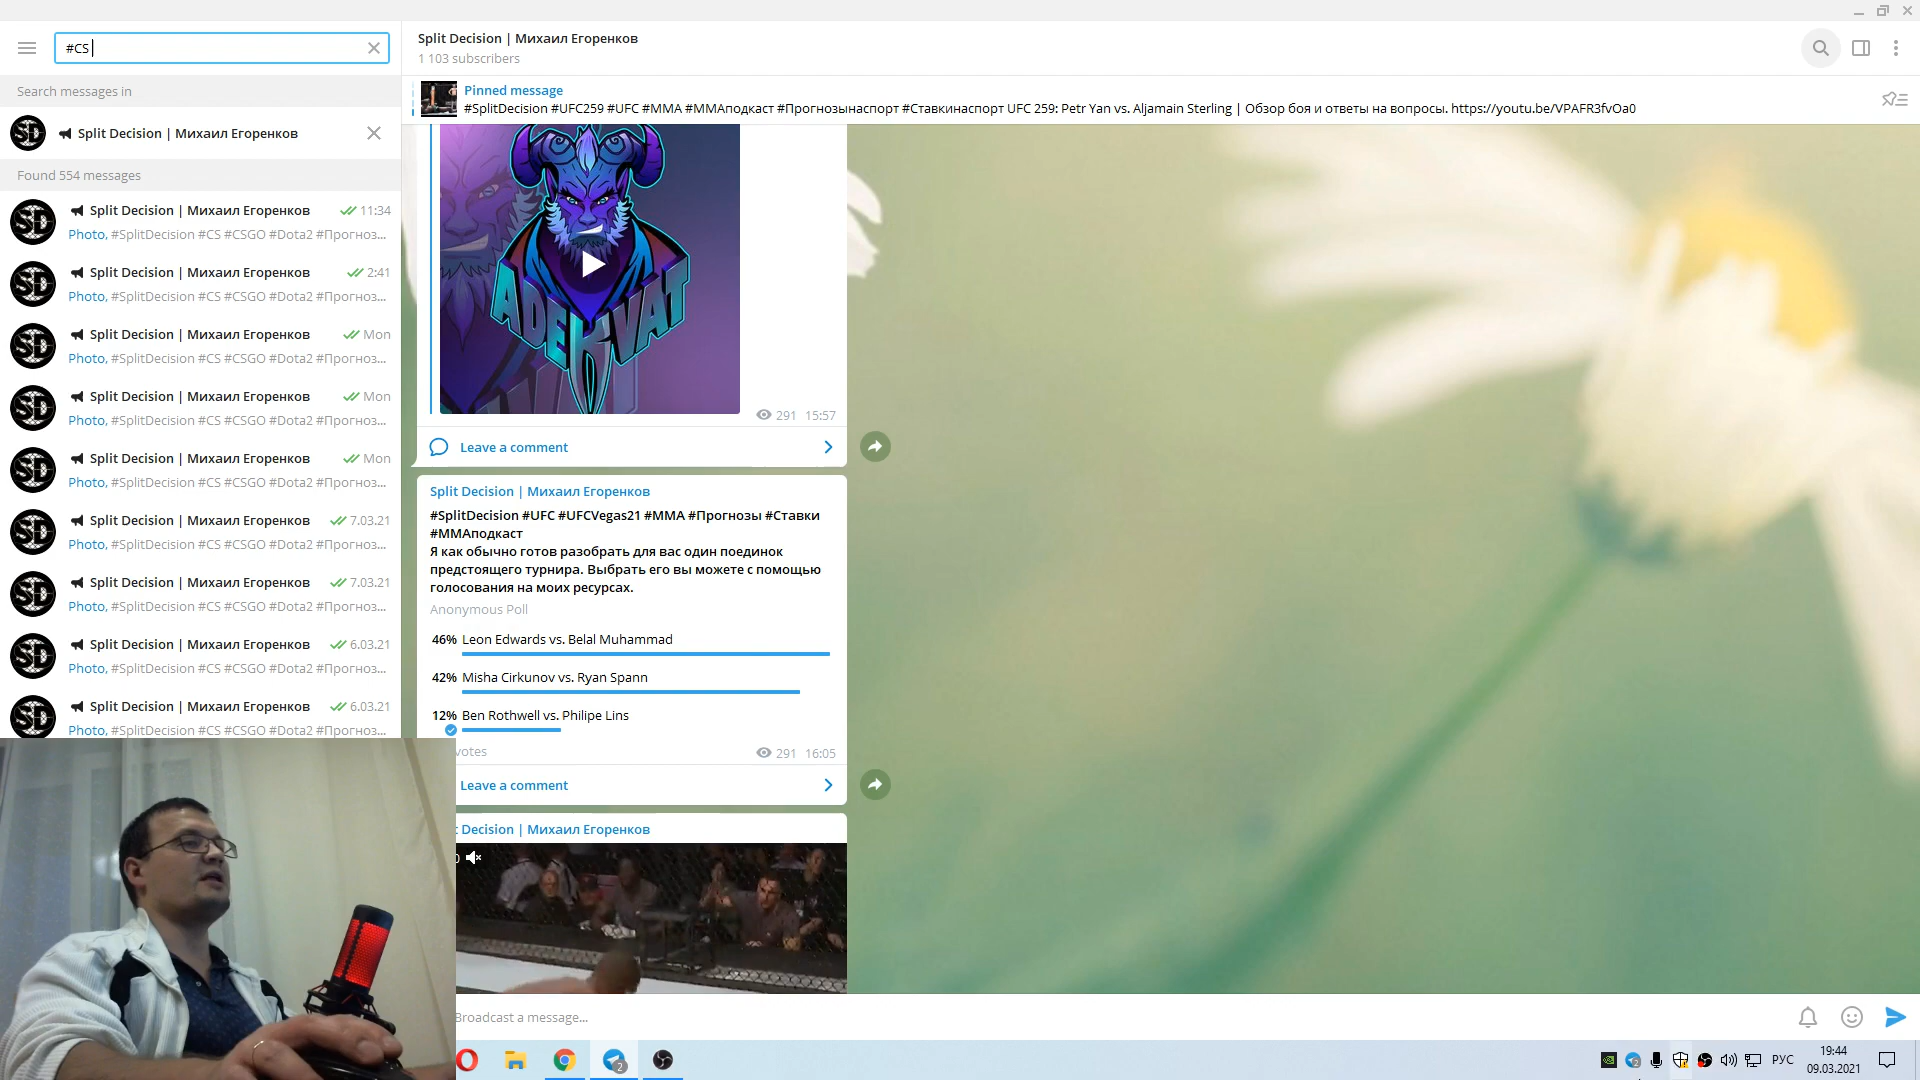 #CS
Search messages in
Split Decision | Михаил Егоренков
Found 554 messages
Split Decision | Михаил Егоренков 11:34
Photo, #SplitDecision #CS #CSGO #Dota2 #Прогноз...
Split Decision | Михаил Егоренков 2:41
Photo, #SplitDecision #CS #CSGO #Dota2 #Прогноз...
Split Decision | Михаил Егоренков Mon
Photo, #SplitDecision #CS #CSGO #Dota2 #Прогноз...
Split Decision | Михаил Егоренков Mon
Photo, #SplitDecision #CS #CSGO #Dota2 #Прогноз...
Split Decision | Михаил Егоренков Mon
Photo, #SplitDecision #CS #CSGO #Dota2 #Прогноз...
Split Decision | Михаил Егоренков 7.03.21
Photo, #SplitDecision #CS #CSGO #Dota2 #Прогноз...
Split Decision | Михаил Егоренков 7.03.21
Photo, #SplitDecision #CS #CSGO #Dota2 #Прогноз...
Split Decision | Михаил Егоренков 6.03.21
Photo, #SplitDecision #CS #CSGO #Dota2 #Прогноз...
Split Decision | Михаил Егоренков 6.03.21
Photo, #SplitDecision #CS #CSGO #Dota2 #Прогноз...
Split Decision | Михаил Егоренков
1 103 subscribers
Pinned message
#SplitDecision #UFC259 #UFC #MMA #MMAподкаст #Прогнозынаспорт #Ставкинаспорт UFC 259: Petr Yan vs. Aljamain Sterling | Обзор боя и ответы на вопросы. https://youtu.be/VPAFR3fvOa0
ADEKVAT
291 15:57
Leave a comment
Split Decision | Михаил Егоренков
#SplitDecision #UFC #UFCVegas21 #MMA #Прогнозы #Ставки
#MMAподкаст
Я как обычно готов разобрать для вас один поединок
предстоящего турнира. Выбрать его вы можете с помощью
голосования на моих ресурсах.
Anonymous Poll
46% Leon Edwards vs. Belal Muhammad
42% Misha Cirkunov vs. Ryan Spann
12% Ben Rothwell vs. Philipe Lins
votes 291 16:05
Leave a comment
Decision | Михаил Егоренков
Broadcast a message...
2
РУС
19:44
09.03.2021